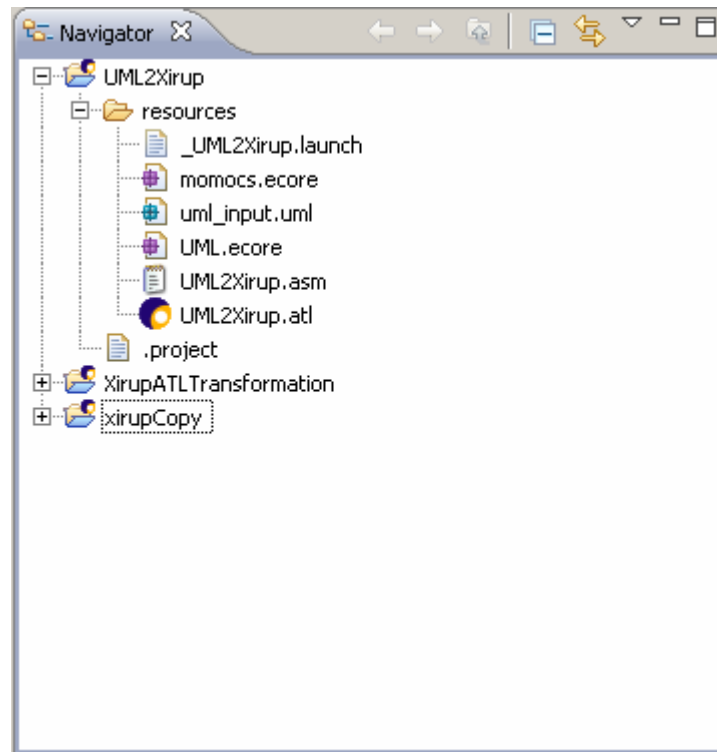 Navigator
UML2Xirup
resources
_UML2Xirup.launch
momocs.ecore
uml_input.uml
UML.ecore
UML2Xirup.asm
UML2Xirup.atl
.project
XirupATLTransformation
xirupCopy